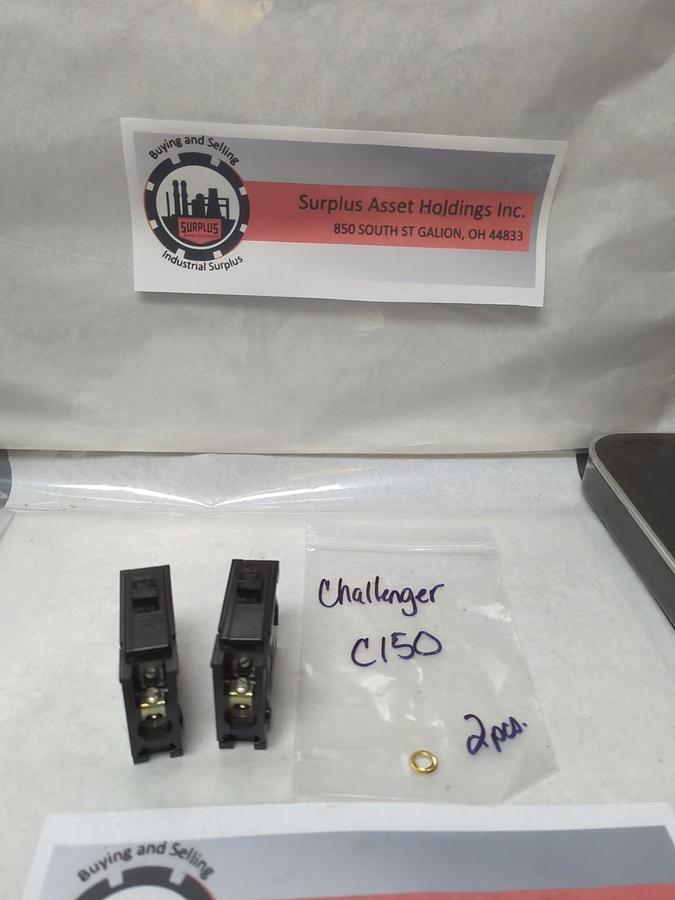 Buying and Selling
SURPLUS
Industrial Surplus
Surplus Asset Holdings Inc.
850 SOUTH ST GALION, OH 44833
Challenger
C150
2pcs.
Buying and Selling